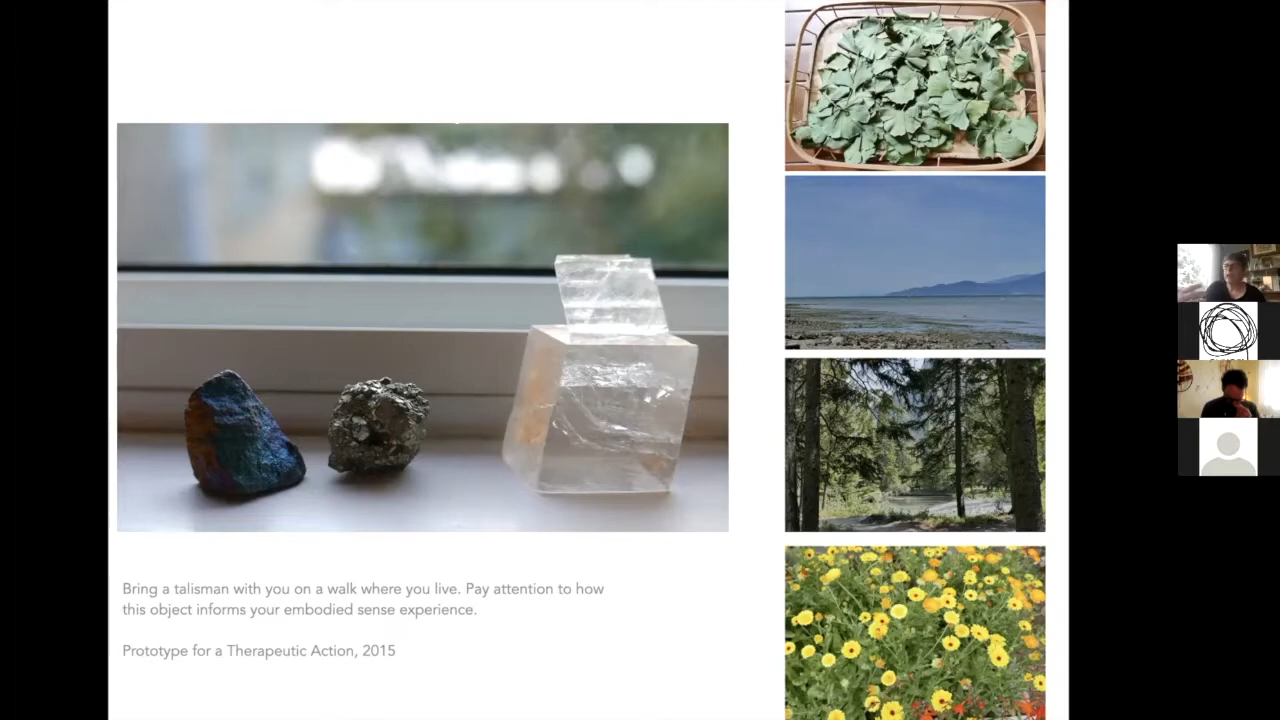 Bring a talisman with you on a walk where you live. Pay attention to how
this object informs your embodied sense experience.
Prototype for a Therapeutic Action, 2015